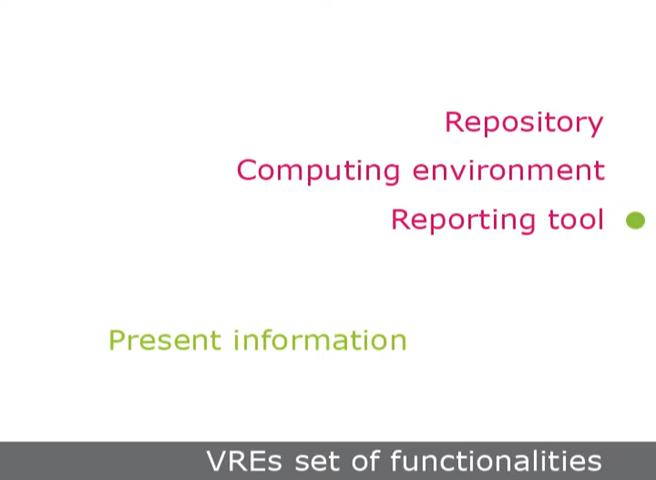 Repository
Computing environment
Reporting tool
Present information
VREs set of functionalities